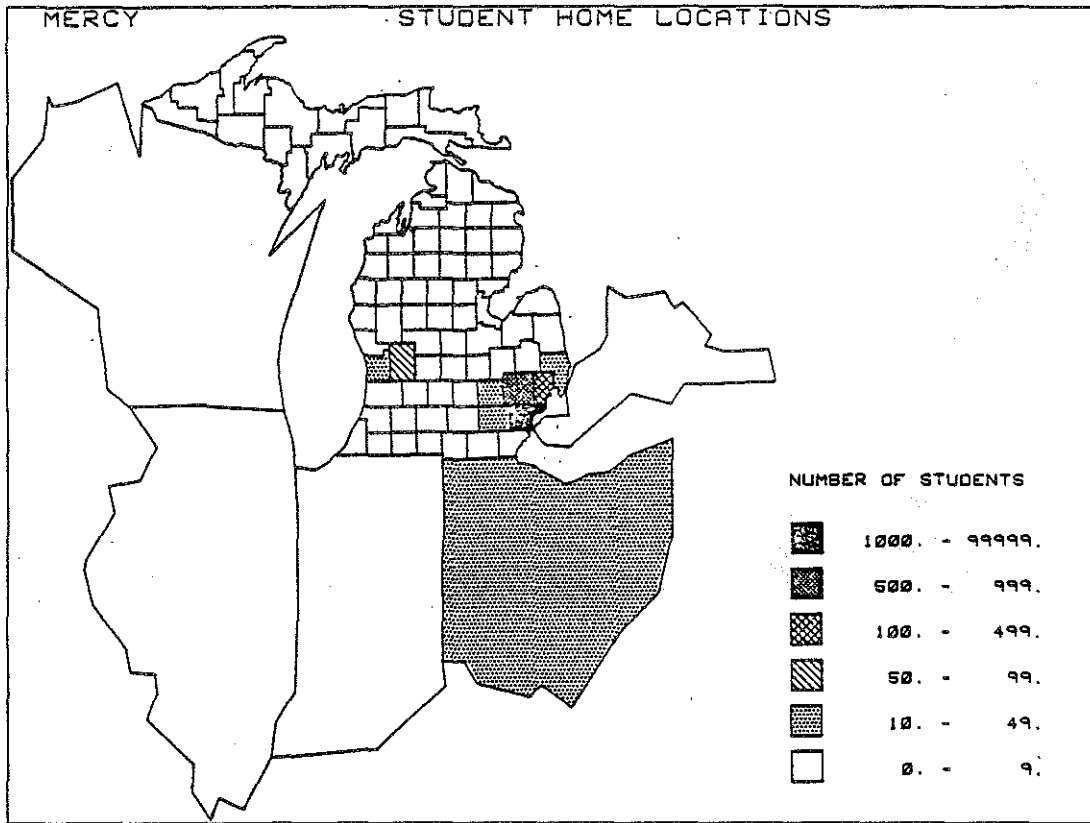 MERCY STUDENT HOME LOCATIONS
NUMBER OF STUDENTS
1000. - 99999.
500. - 999.
100. - 499.
50. - 99.
10. - 49.
0. - 9.